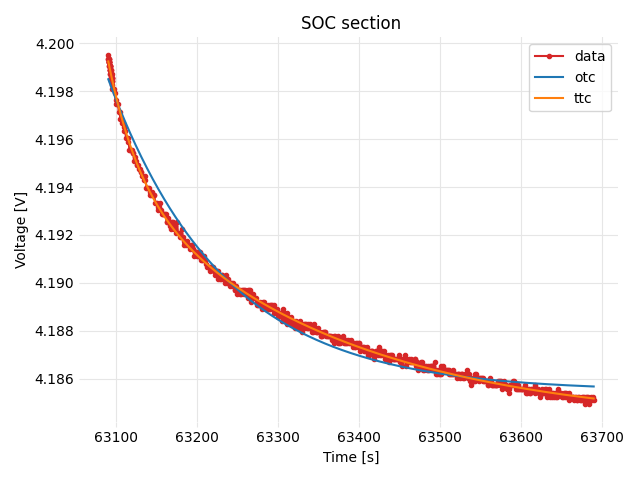 SOC section
4.200
4.198
4.196
4.194
4.192
4.190
4.188
4.186
Voltage [V]
data
otc
ttc
63100 63200 63300 63400 63500 63600 63700
Time [s]